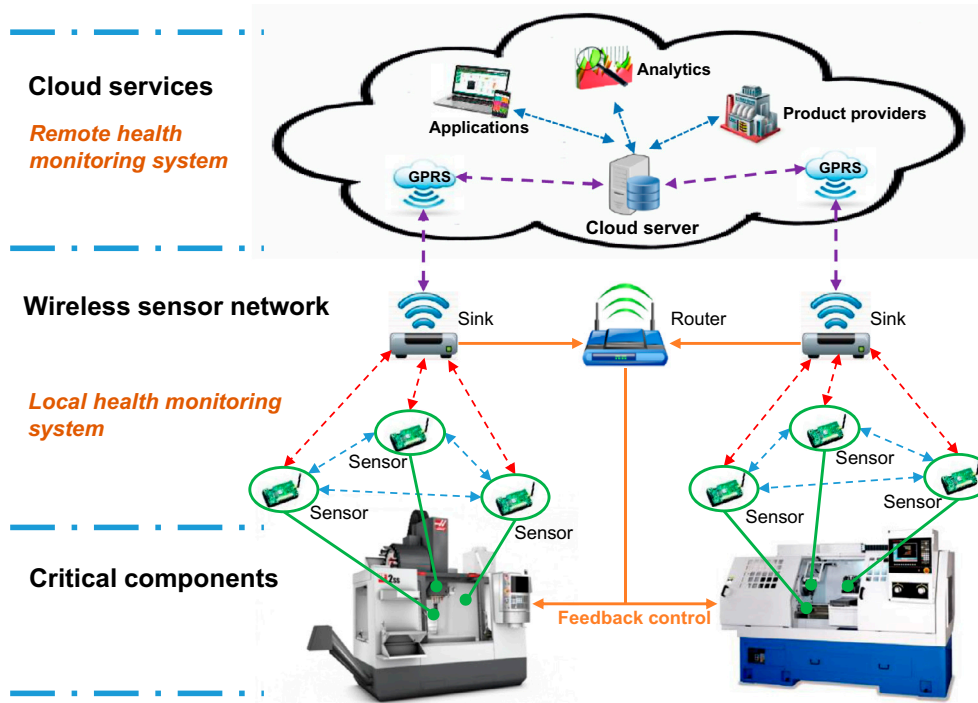 Cloud services
Remote health
monitoring system
Analytics
Applications
Product providers
GPRS
GPRS
Cloud server
Wireless sensor network
Sink
Router
Sink
Local health monitoring
system
Sensor
Sensor
Sensor
Sensor
Sensor
Sensor
Critical components
Feedback control